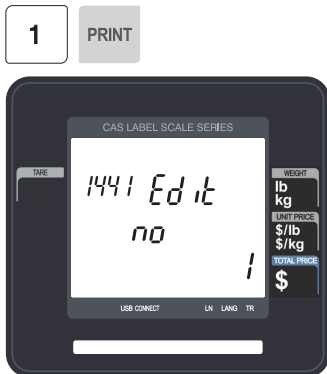 1 PRINT
CAS LABEL SCALE SERIES
TARE
1441 Edit
no
1
WEIGHT
lb
kg
UNIT PRICE
$/lb
$/kg
TOTAL PRICE
$
USB CONNECT LN LANG TR